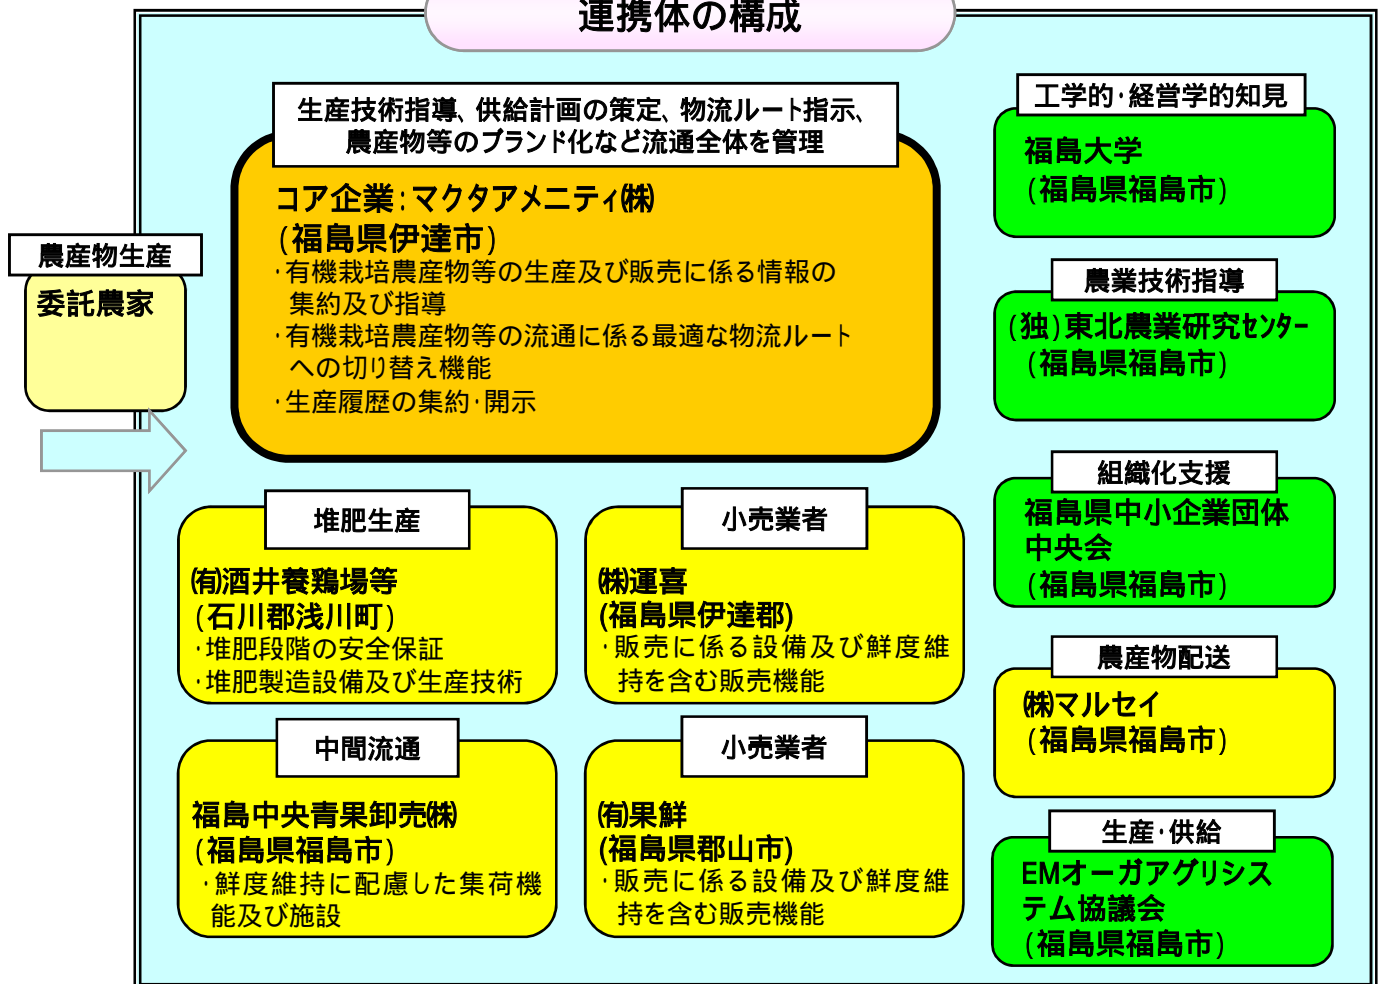 連携体の構成
生産技術指導、供給計画の策定、物流ルート指示、
農産物等のブランド化など流通全体を管理
コア企業:マクタアメニティ㈱
(福島県伊達市)
・有機栽培農産物等の生産及び販売に係る情報の
集約及び指導
・有機栽培農産物等の流通に係る最適な物流ルート
への切り替え機能
・生産履歴の集約・開示
農産物生産
委託農家
堆肥生産
㈲酒井養鶏場等
(石川郡浅川町)
・堆肥段階の安全保証
・堆肥製造設備及び生産技術
小売業者
㈱運喜
(福島県伊達郡)
・販売に係る設備及び鮮度維
持を含む販売機能
中間流通
福島中央青果卸売㈱
(福島県福島市)
・鮮度維持に配慮した集荷機
能及び施設
小売業者
㈲果鮮
(福島県郡山市)
・販売に係る設備及び鮮度維
持を含む販売機能
工学的・経営学的知見
福島大学
(福島県福島市)
農業技術指導
(独)東北農業研究センター
(福島県福島市)
組織化支援
福島県中小企業団体
中央会
(福島県福島市)
農産物配送
㈱マルセイ
(福島県福島市)
生産・供給
EMオーガアグリシス
テム協議会
(福島県福島市)